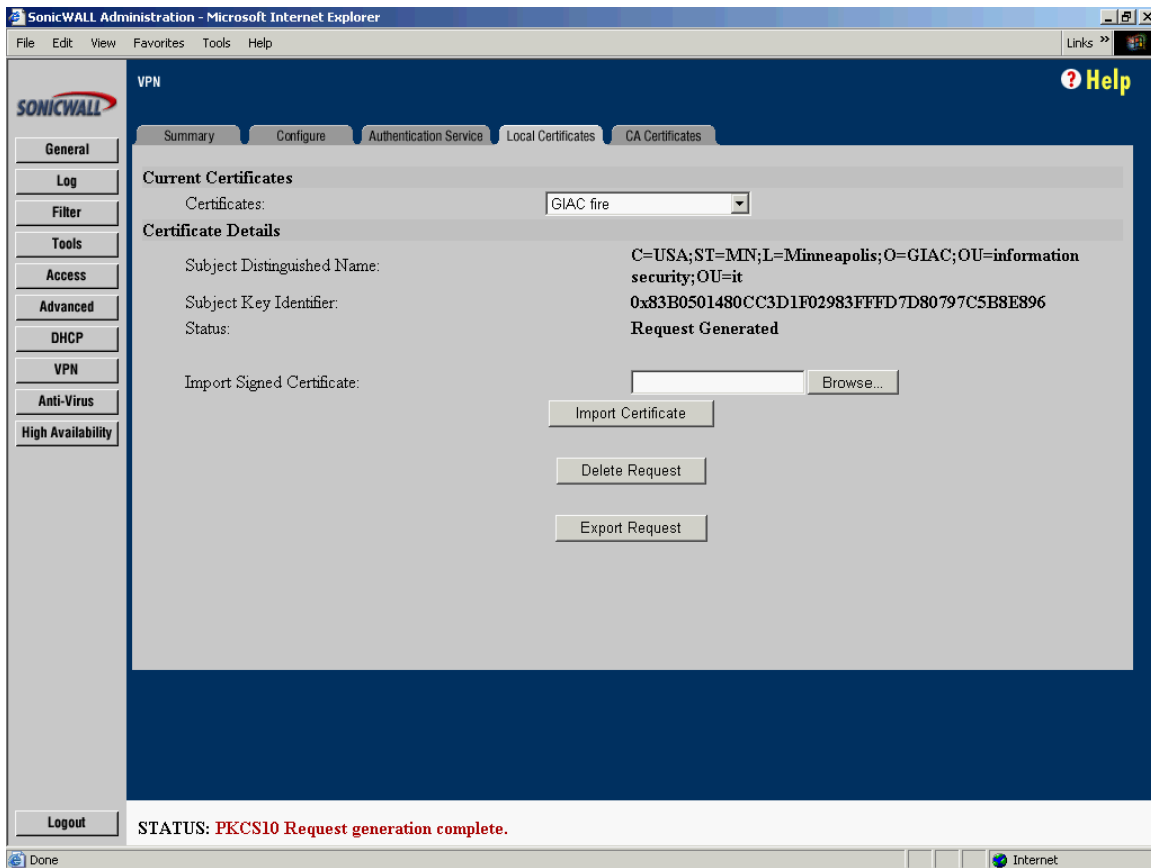 SonicWALL Administration - Microsoft Internet Explorer
File Edit View Favorites Tools Help Links »
SONICWALL
VPN
? Help
Summary Configure Authentication Service Local Certificates CA Certificates
General
Log
Filter
Tools
Access
Advanced
DHCP
VPN
Anti-Virus
High Availability
Current Certificates
Certificates: GIAC fire
Certificate Details
Subject Distinguished Name: C=USA;ST=MN;L=Minneapolis;O=GIAC;OU=information
security;OU=it
Subject Key Identifier: 0x83B0501480CC3D1F02983FFFD7D80797C5B8E896
Status: Request Generated
Import Signed Certificate: Browse...
Import Certificate
Delete Request
Export Request
Logout
STATUS: PKCS10 Request generation complete.
Done Internet